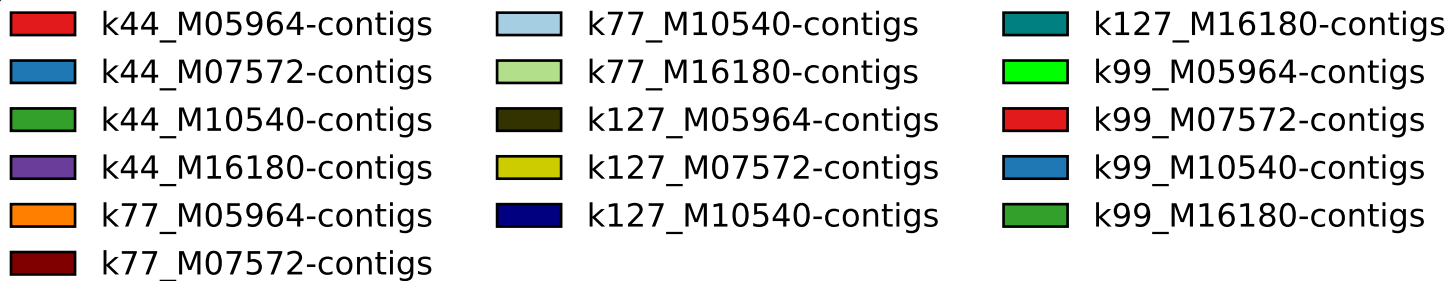 k44_M05964-contigs
k44_M07572-contigs
k44_M10540-contigs
k44_M16180-contigs
k77_M05964-contigs
k77_M07572-contigs
k77_M10540-contigs
k77_M16180-contigs
k127_M05964-contigs
k127_M07572-contigs
k127_M10540-contigs
k127_M16180-contigs
k99_M05964-contigs
k99_M07572-contigs
k99_M10540-contigs
k99_M16180-contigs